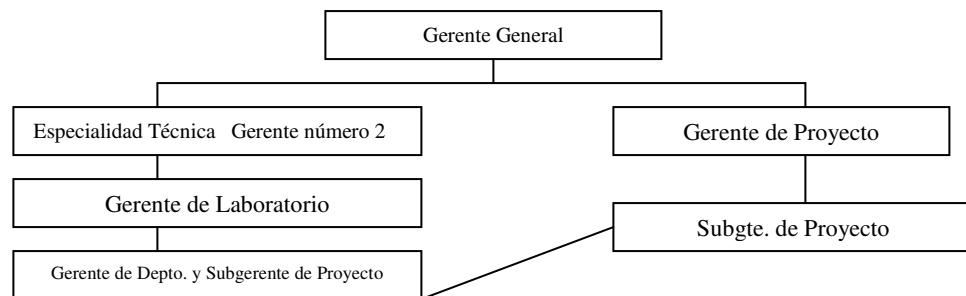 Gerente General
Especialidad Técnica Gerente número 2
Gerente de Proyecto
Gerente de Laboratorio
Subgte. de Proyecto
Gerente de Depto. y Subgerente de Proyecto